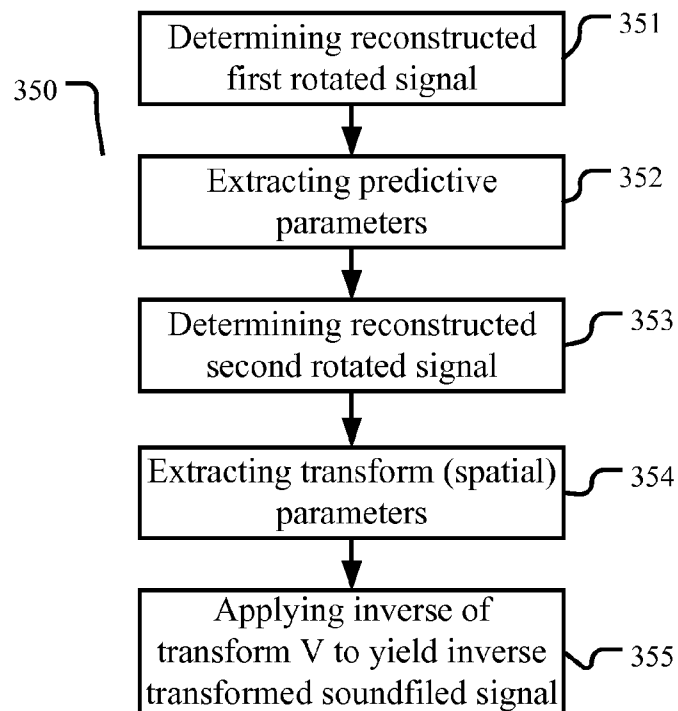 Determining reconstructed
first rotated signal
351
350
Extracting predictive
parameters
352
Determining reconstructed
second rotated signal
353
Extracting transform (spatial)
parameters
354
Applying inverse of
transform V to yield inverse
transformed soundfiled signal
355